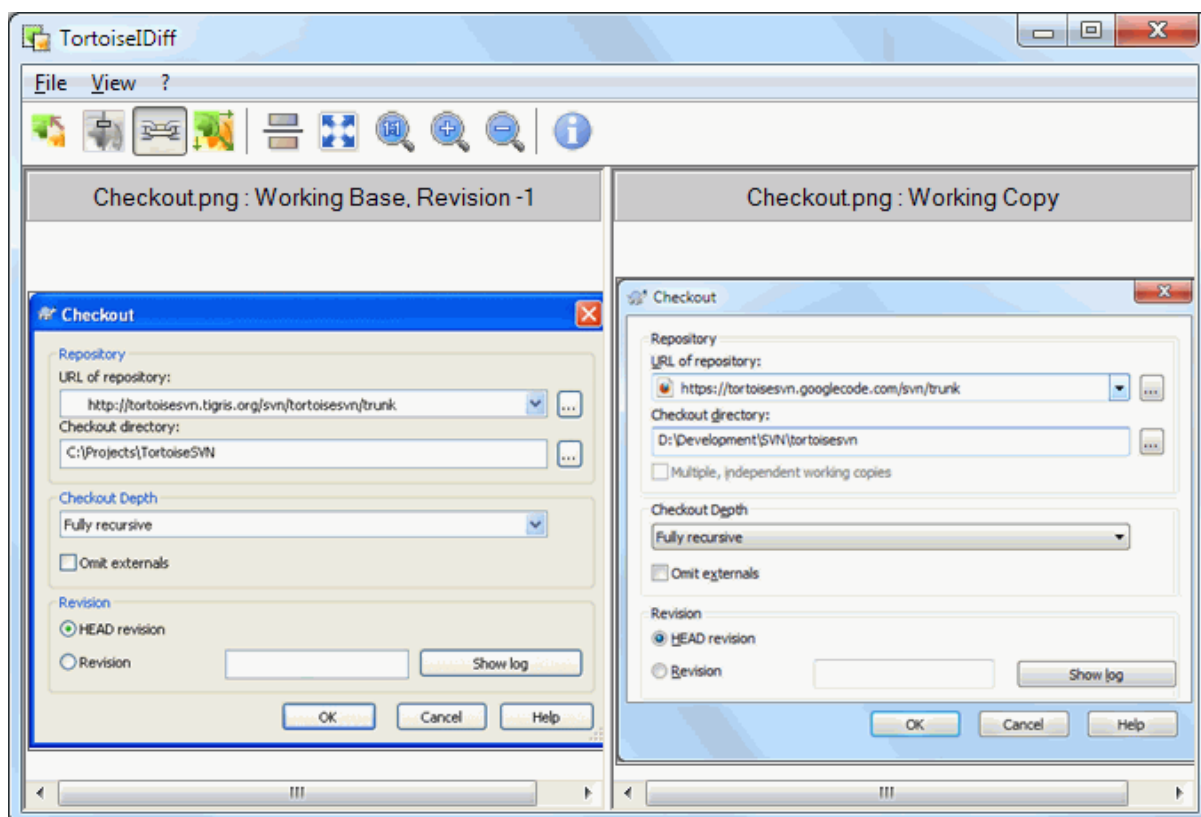 TortoiseIDiff
File View ?
1:1
Checkout.png : Working Base, Revision -1
Checkout
Repository
URL of repository:
http://tortoisesvn.tigris.org/svn/tortoisesvn/trunk
...
Checkout directory:
C:\Projects\TortoiseSVN
...
Checkout Depth
Fully recursive
Omit externals
Revision
HEAD revision
Revision
Show log
OK Cancel Help
Checkout.png : Working Copy
Checkout
Repository
URL of repository:
https://tortoisesvn.googlecode.com/svn/trunk
...
Checkout directory:
D:\Development\SVN\tortoisesvn
...
Multiple, independent working copies
Checkout Depth
Fully recursive
Omit externals
Revision
HEAD revision
Revision
Show log
OK Cancel Help